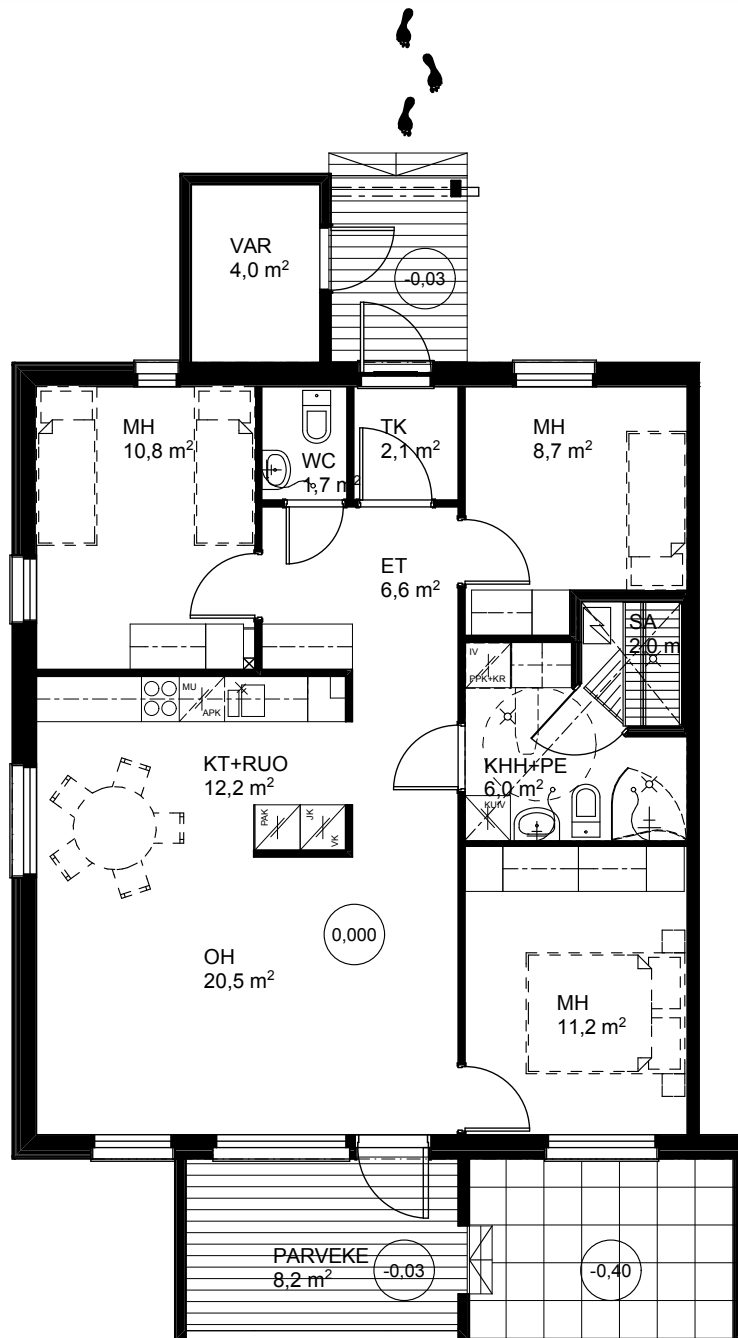 VAR
4,0 m²
-0,03
MH
10,8 m²
WC
1,7 m²
TK
2,1 m²
MH
8,7 m²
ET
6,6 m²
SA
2,0 m
IV
PPK+KR
MU
APK
KT+RUO
12,2 m²
KHH+PE
6,0 m²
KUIV
PAK
JK
VK
0,000
OH
20,5 m²
MH
11,2 m²
PARVEKE
8,2 m²
-0,03
-0,40